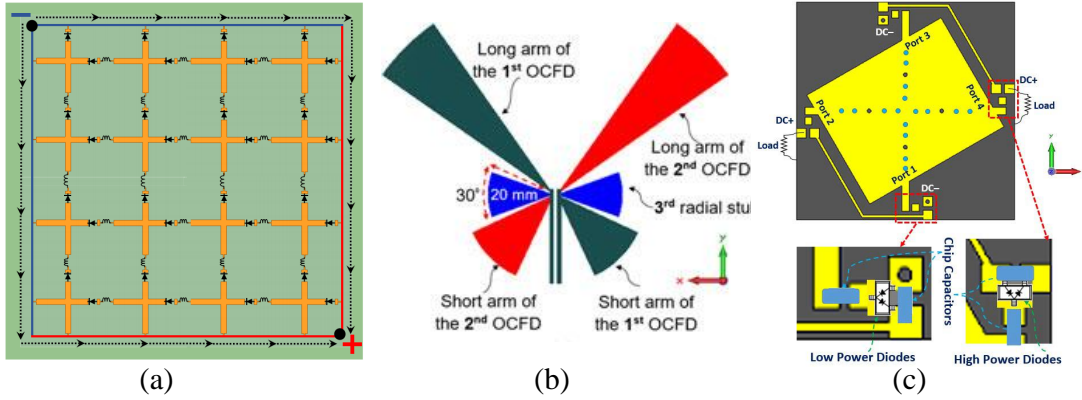 −
+
(a)
Long arm of
the 1st OCFD
Long arm of
the 2nd OCFD
30°
20 mm
3rd radial stu
Short arm of
the 2nd OCFD
Short arm of
the 1st OCFD
y
x
(b)
DC−
Port 3
DC+
Load
Port 4
Port 2
DC+
Load
Port 1
DC−
y
Chip Capacitors
Low Power Diodes
High Power Diodes
(c)